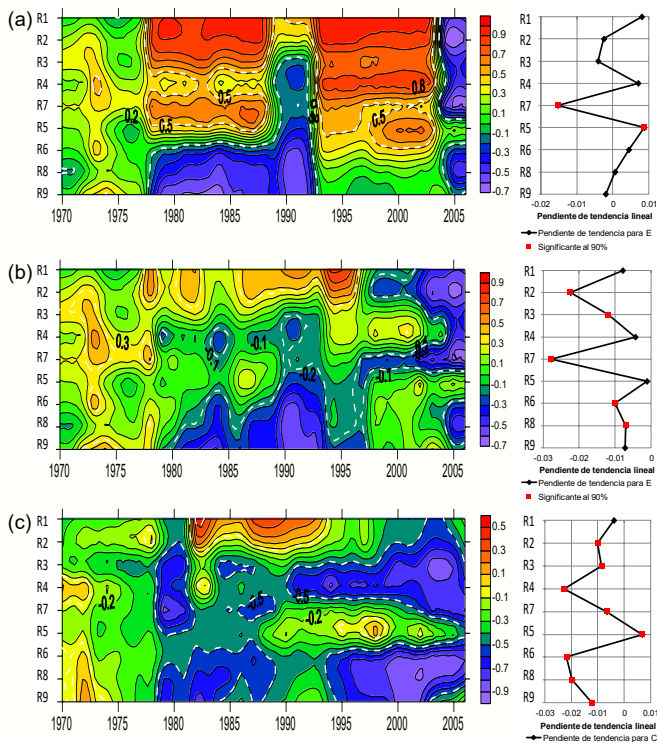 (a)
R1
R2
R3
R4
R7
R5
R6
R8
R9
0.2
0.5
0.5
0.8
0.5
1970 1975 1980 1985 1990 1995 2000 2005
0.9
0.7
0.5
0.3
0.1
-0.1
-0.3
-0.5
-0.7
-0.02 -0.01 0 0.01
Pendiente de tendencia lineal
Pendiente de tendencia para E
Significante al 90%
(b)
R1
R2
R3
R4
R7
R5
R6
R8
R9
0.3
-0.1
-0.2
-0.1
1970 1975 1980 1985 1990 1995 2000 2005
0.9
0.7
0.5
0.3
0.1
-0.1
-0.3
-0.5
-0.7
R1
R2
R3
R4
R7
R5
R6
R8
R9
-0.03 -0.02 -0.01 0 0.01
Pendiente de tendencia lineal
Pendiente de tendencia para E
Significante al 90%
(c)
R1
R2
R3
R4
R7
R5
R6
R8
R9
-0.2
-0.5
0.5
-0.2
1970 1975 1980 1985 1990 1995 2000 2005
0.5
0.3
0.1
-0.1
-0.3
-0.5
-0.7
-0.9
R1
R2
R3
R4
R7
R5
R6
R8
R9
-0.03 -0.02 -0.01 0 0.01
Pendiente de tendencia lineal
Pendiente de tendencia para C